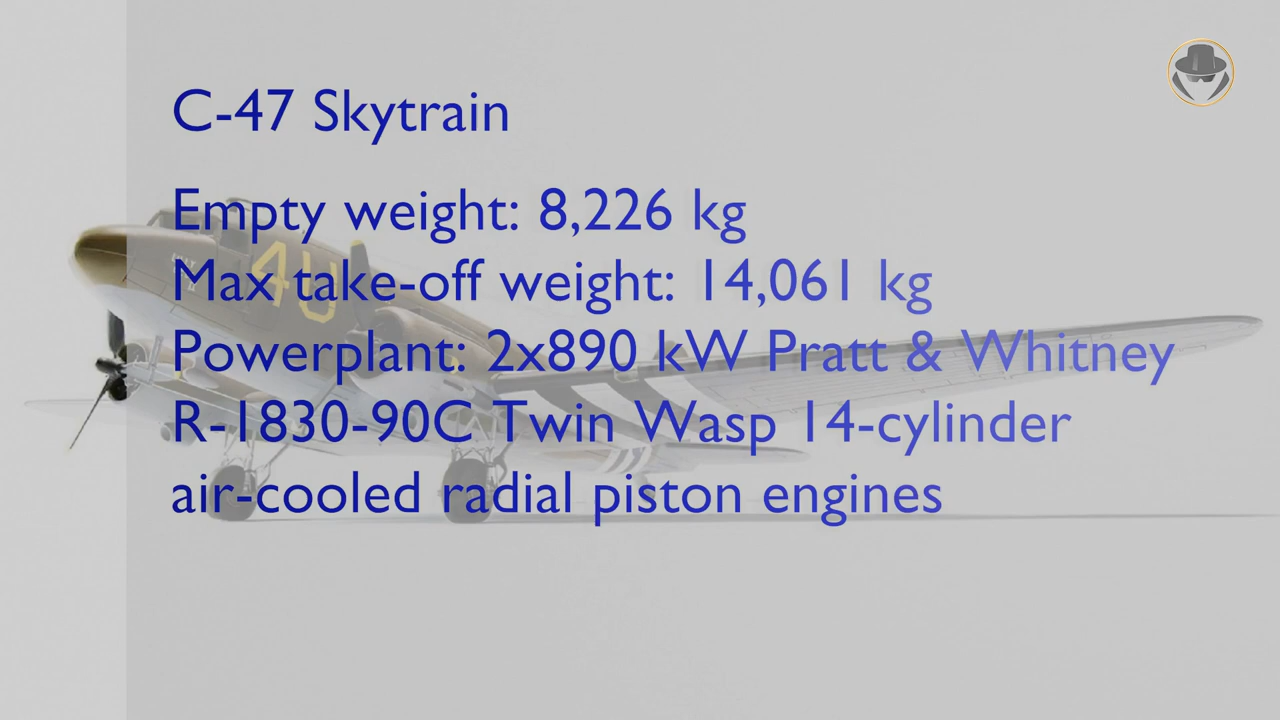 C-47 Skytrain
Empty weight: 8,226 kg
Max take-off weight: 14,061 kg
Powerplant: 2x890 kW Pratt & Whitney
R-1830-90C Twin Wasp 14-cylinder
air-cooled radial piston engines
4U